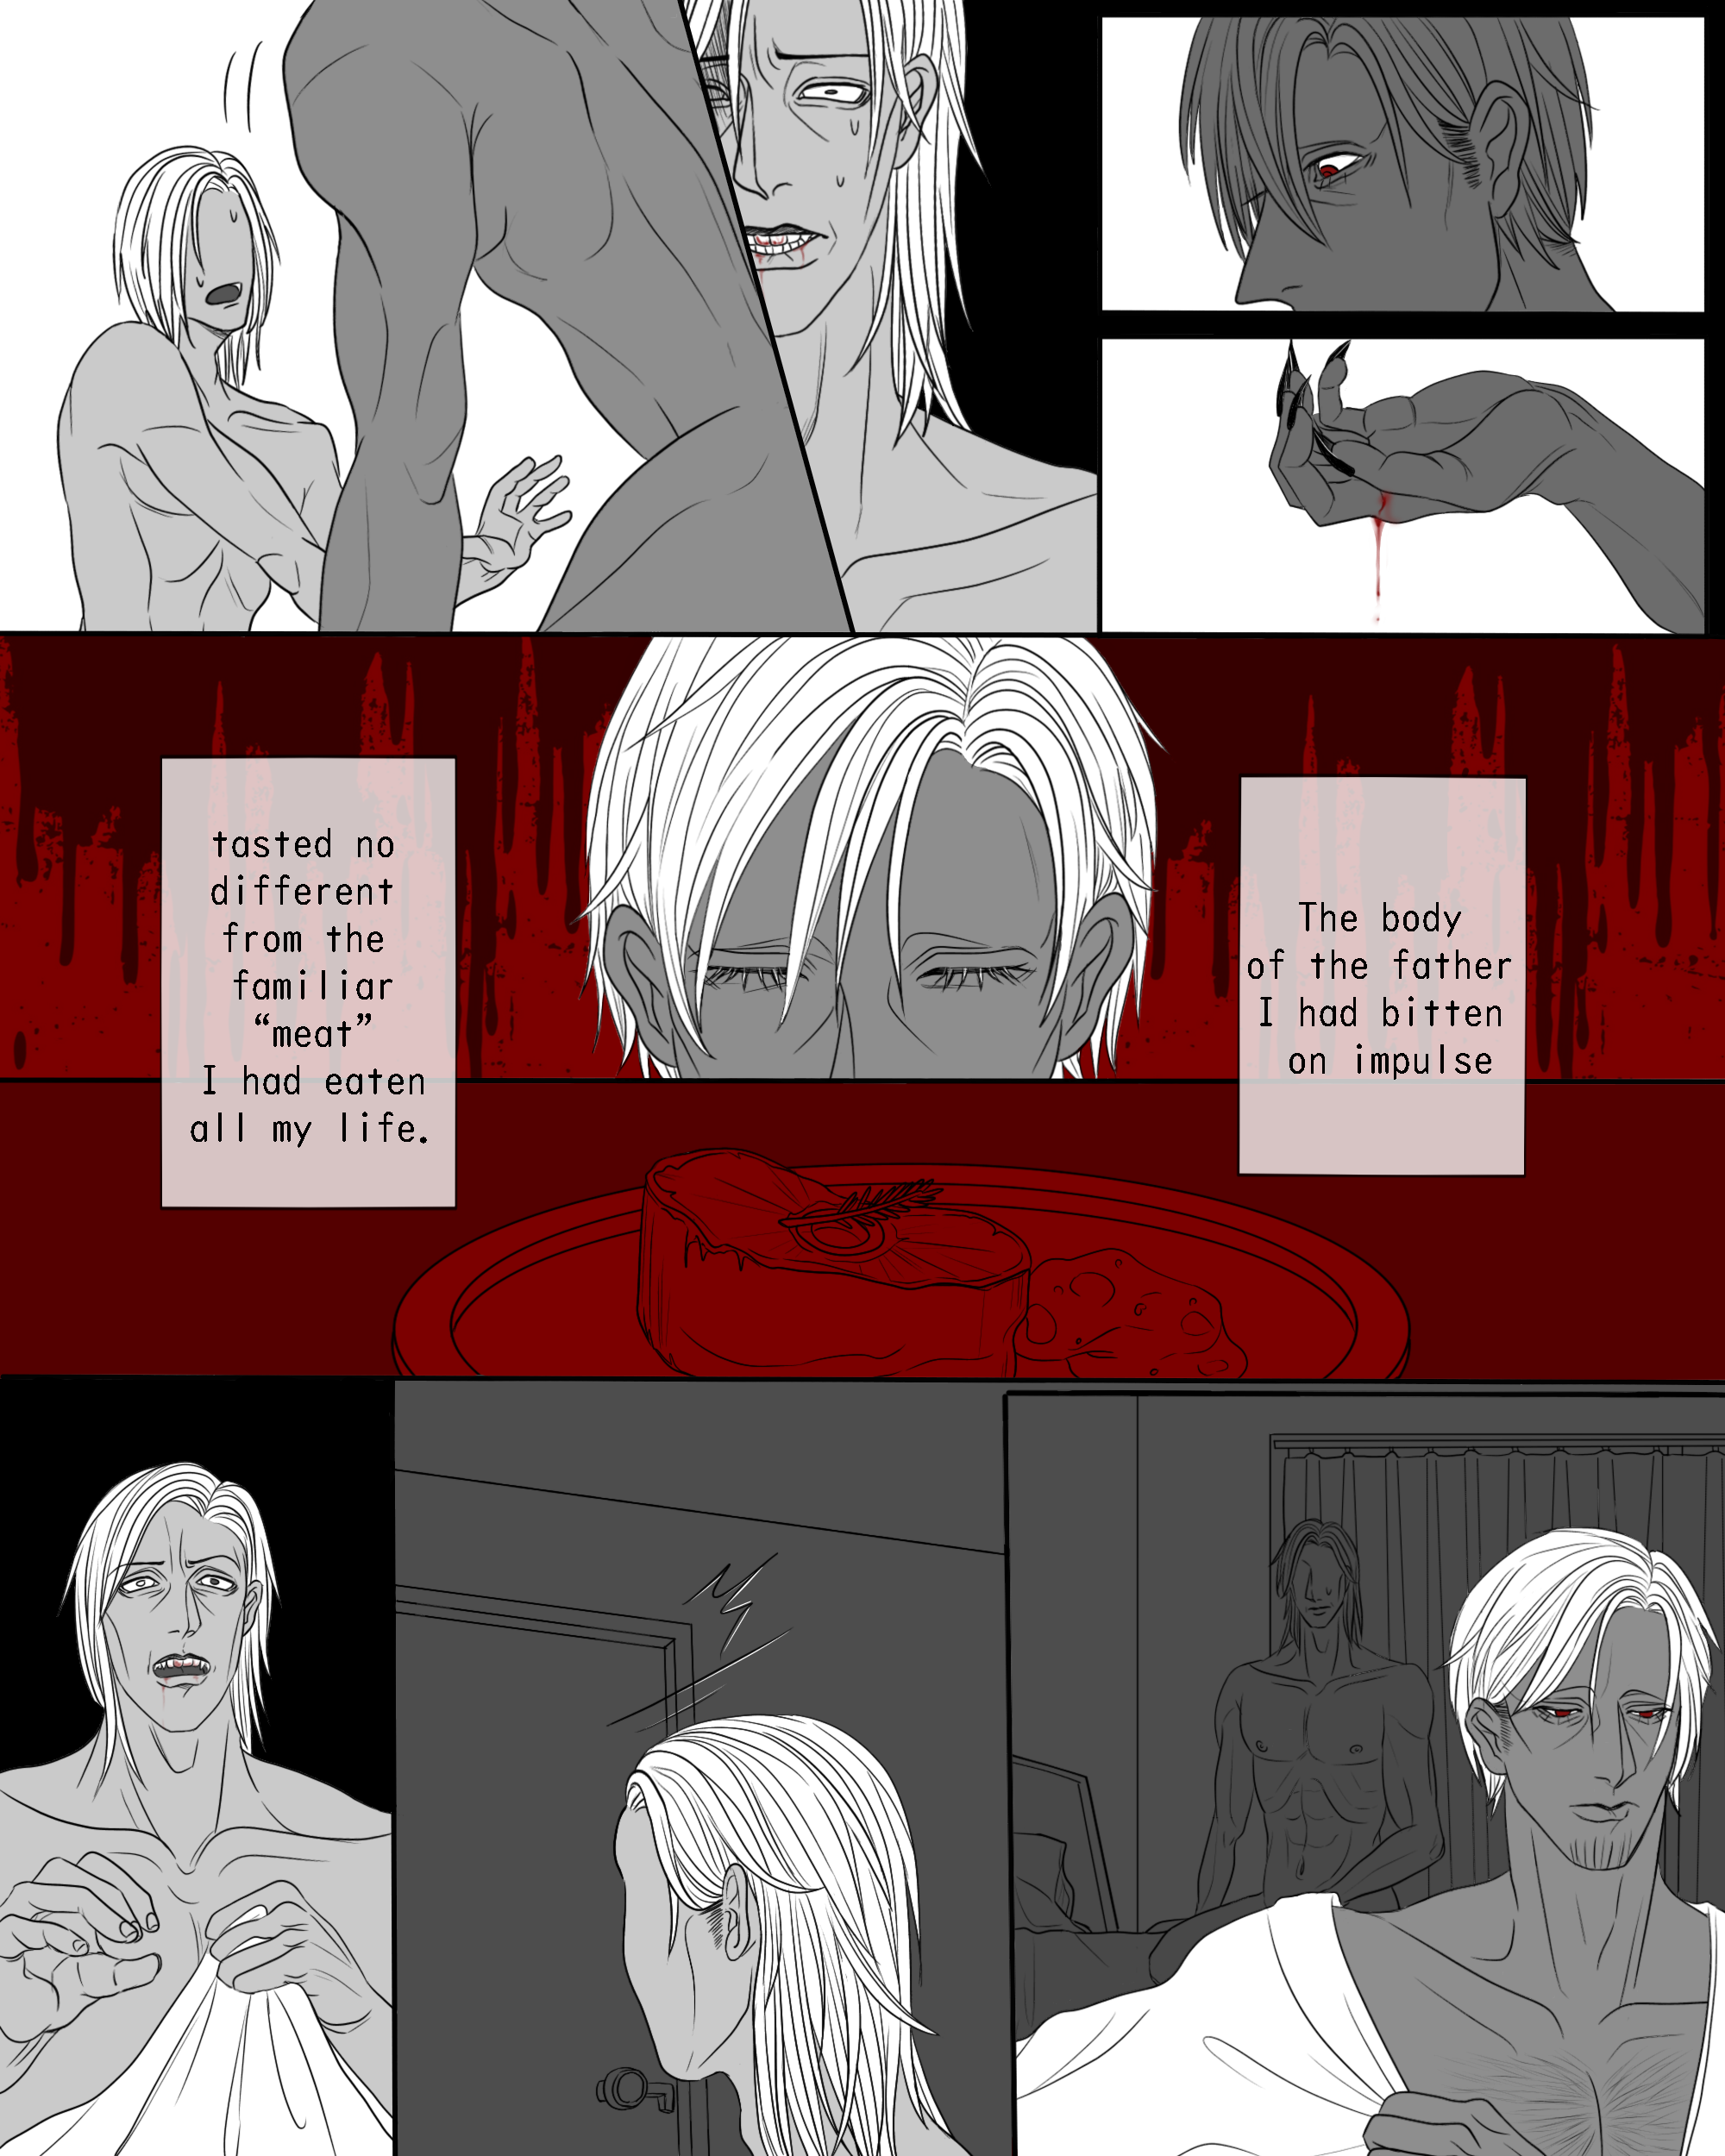 The body
of the father
I had bitten
on impulse
tasted no
different
from the
familiar
“meat”
I had eaten
all my life.